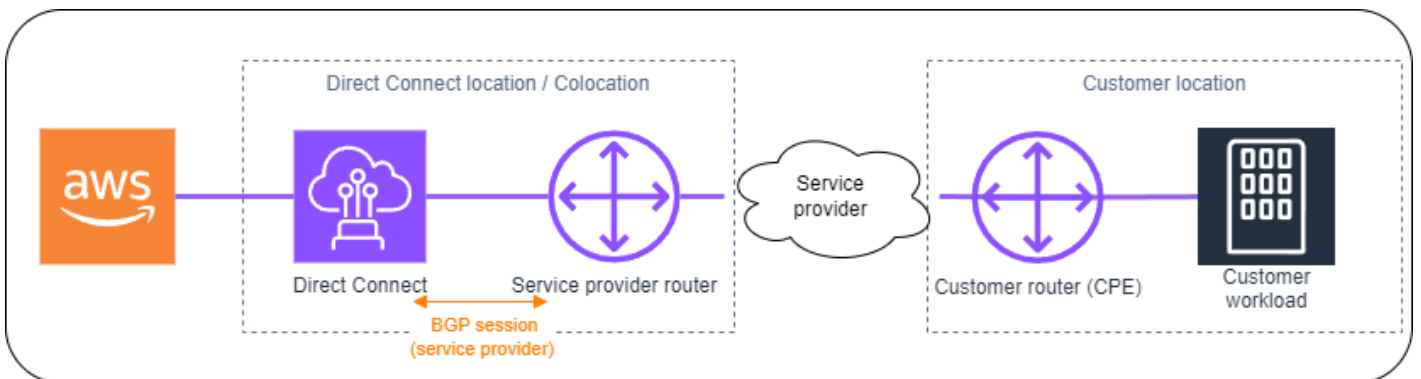 Direct Connect location / Colocation
Customer location
aws
Service
provider
Direct Connect
Service provider router
Customer router (CPE)
Customer
workload
BGP session
(service provider)